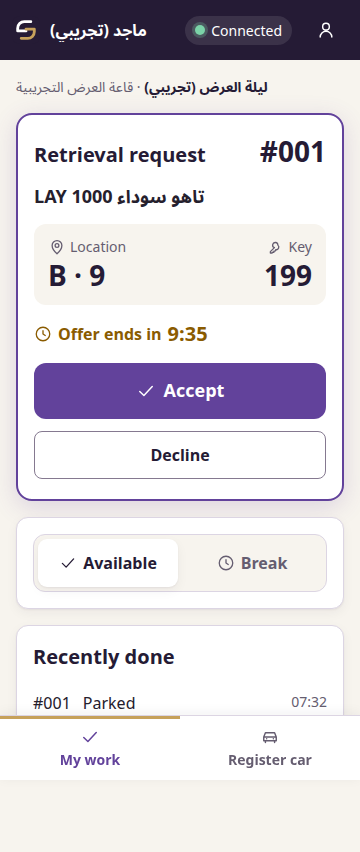 ماجد (تجريبي)
Connected
ليلة العرض (تجريبي) · قاعة العرض التجريبية
Retrieval request
#001
تاهو سوداء LAY 1000
Location
Key
B · 9
199
Offer ends in 9:35
Accept
Decline
Available
Break
Recently done
#001 Parked 07:32
My work
Register car